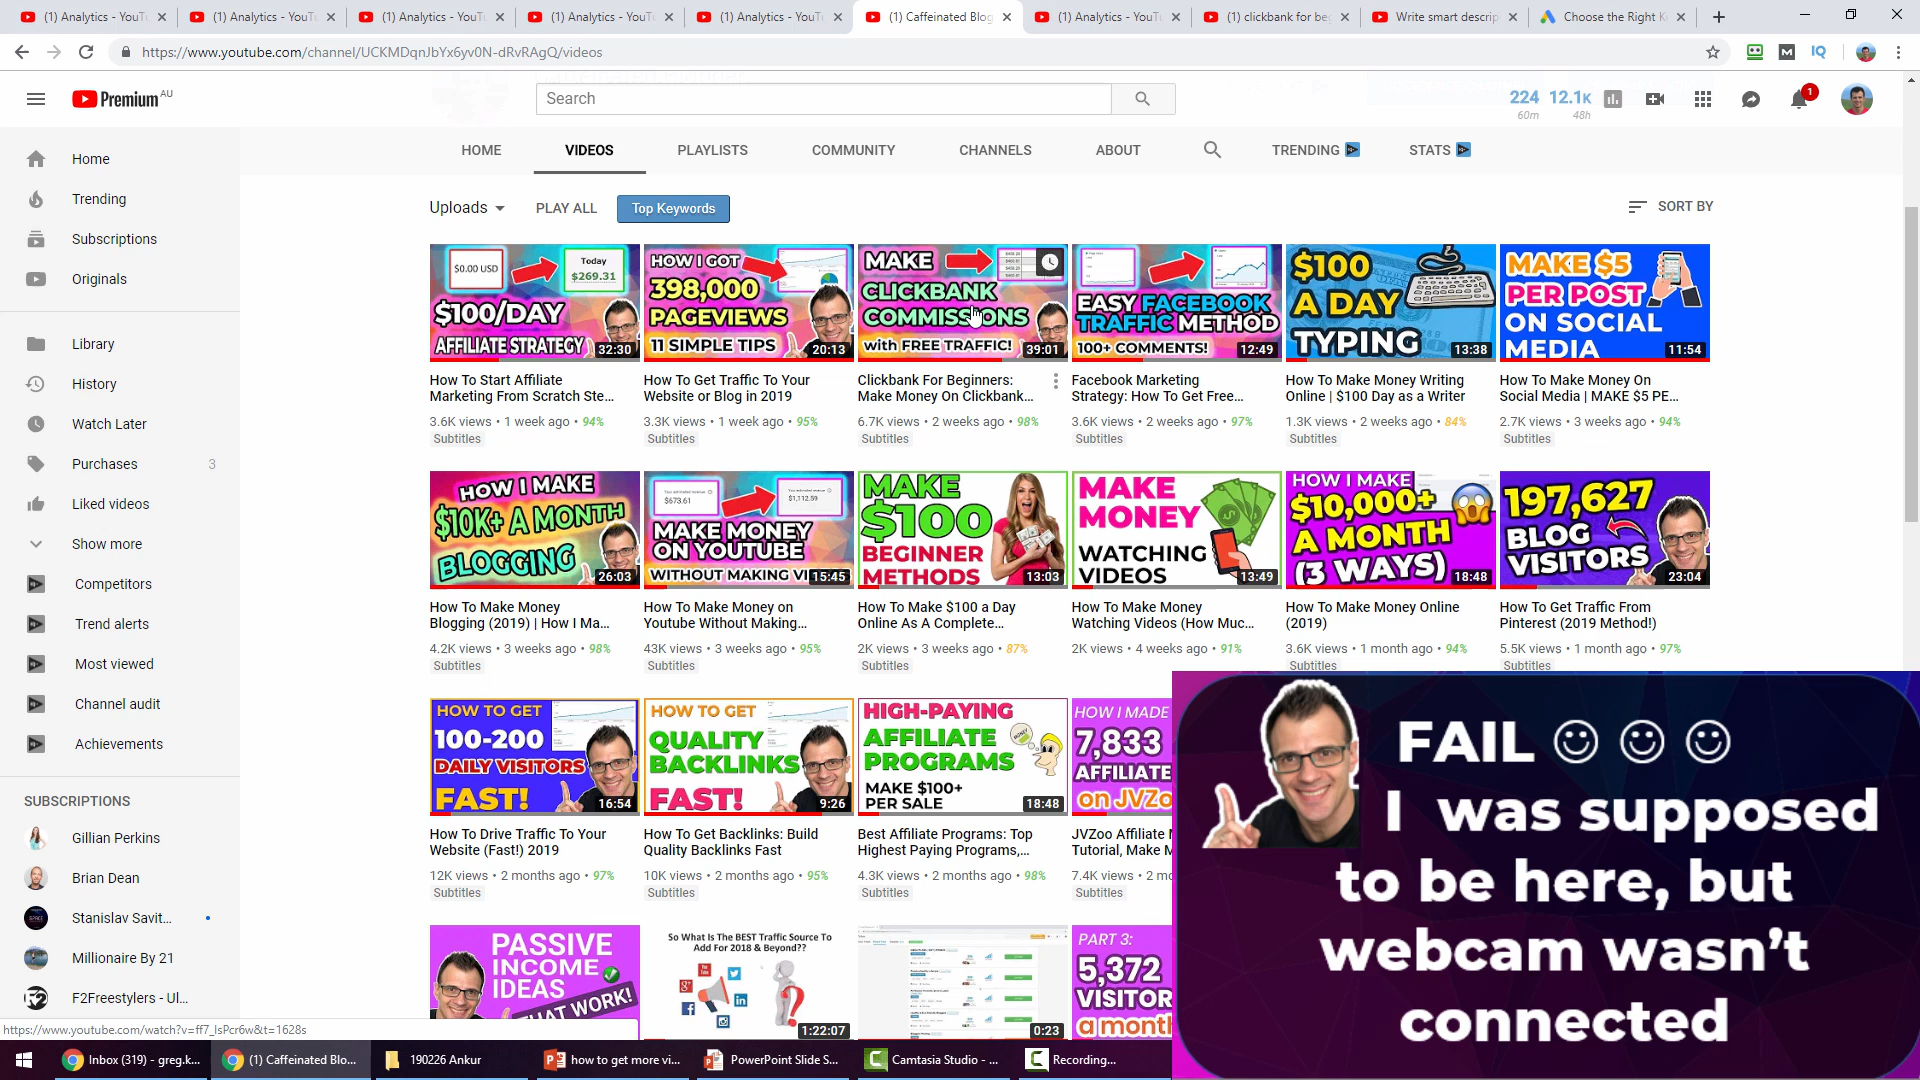 (1) Analytics - YouTu
(1) Analytics - YouTu
(1) Analytics - YouTu
(1) Analytics - YouTu
(1) Analytics - YouTu
(1) Caffeinated Blog
(1) Analytics - YouTu
(1) clickbank for be
Write smart descrip
Choose the Right K
https://www.youtube.com/channel/UCKMDqnJbYx6yv0N-dRvRAgQ/videos
Premium AU
Search
224 60m
12.1K 48h
1
HOME VIDEOS PLAYLISTS COMMUNITY CHANNELS ABOUT TRENDING STATS
Home
Trending
Subscriptions
Originals
Library
History
Watch Later
Purchases 3
Liked videos
Show more
Competitors
Trend alerts
Most viewed
Channel audit
Achievements
SUBSCRIPTIONS
Gillian Perkins
Brian Dean
Stanislav Savit...
Millionaire By 21
F2Freestylers - Ul...
Uploads PLAY ALL Top Keywords SORT BY
$0.00 USD
Today
$269.31
$100/DAY
AFFILIATE STRATEGY
32:30
How To Start Affiliate
Marketing From Scratch Ste...
3.6K views • 1 week ago • 94%
Subtitles
HOW I GOT
398,000
PAGEVIEWS
11 SIMPLE TIPS
20:13
How To Get Traffic To Your
Website or Blog in 2019
3.3K views • 1 week ago • 95%
Subtitles
MAKE
CLICKBANK
COMMISSIONS
with FREE TRAFFIC!
39:01
Clickbank For Beginners:
Make Money On Clickbank...
6.7K views • 2 weeks ago • 98%
Subtitles
EASY FACEBOOK
TRAFFIC METHOD
100+ COMMENTS!
12:49
Facebook Marketing
Strategy: How To Get Free...
3.6K views • 2 weeks ago • 97%
Subtitles
$100
A DAY
TYPING
13:38
How To Make Money Writing
Online | $100 Day as a Writer
1.3K views • 2 weeks ago • 84%
Subtitles
MAKE $5
PER POST
ON SOCIAL
MEDIA
11:54
How To Make Money On
Social Media | MAKE $5 PE...
2.7K views • 3 weeks ago • 94%
Subtitles
HOW I MAKE
$10K+ A MONTH
BLOGGING
26:03
How To Make Money
Blogging (2019) | How I Ma...
4.2K views • 3 weeks ago • 98%
Subtitles
$673.61
$1,112.59
MAKE MONEY
ON YOUTUBE
WITHOUT MAKING VI
15:45
How To Make Money on
Youtube Without Making...
43K views • 3 weeks ago • 95%
Subtitles
MAKE
$100
BEGINNER
METHODS
13:03
How To Make $100 a Day
Online As A Complete...
2K views • 3 weeks ago • 87%
Subtitles
MAKE
MONEY
WATCHING
VIDEOS
13:49
How To Make Money
Watching Videos (How Muc...
2K views • 4 weeks ago • 91%
Subtitles
HOW I MAKE
$10,000+
A MONTH
(3 WAYS)
18:48
How To Make Money Online
(2019)
3.6K views • 1 month ago • 94%
Subtitles
197,627
BLOG
VISITORS
23:04
How To Get Traffic From
Pinterest (2019 Method!)
5.5K views • 1 month ago • 97%
Subtitles
HOW TO GET
100-200
DAILY VISITORS
FAST!
16:54
How To Drive Traffic To Your
Website (Fast!) 2019
12K views • 2 months ago • 97%
Subtitles
HOW TO GET
QUALITY
BACKLINKS
FAST!
9:26
How To Get Backlinks: Build
Quality Backlinks Fast
10K views • 2 months ago • 95%
Subtitles
HIGH-PAYING
AFFILIATE
PROGRAMS
MAKE $100+
PER SALE
18:48
Best Affiliate Programs: Top
Highest Paying Programs,...
4.3K views • 2 months ago • 98%
Subtitles
HOW I MADE
7,833
AFFILIATE
on JVZo
JVZoo Affiliate M
Tutorial, Make M
7.4K views • 2 mo
Subtitles
PASSIVE
INCOME
IDEAS
THAT WORK!
So What Is The BEST Traffic Source To
Add For 2018 & Beyond??
1:22:07
0:23
PART 3:
5,372
VISITOR
a month
FAIL ☺ ☺ ☺
I was supposed
to be here, but
webcam wasn't
connected
https://www.youtube.com/watch?v=ff7_lsPcr6w&t=1628s
Inbox (319) - greg.k...
(1) Caffeinated Blo...
190226 Ankur
how to get more vi...
PowerPoint Slide S...
Camtasia Studio - ...
Recording...